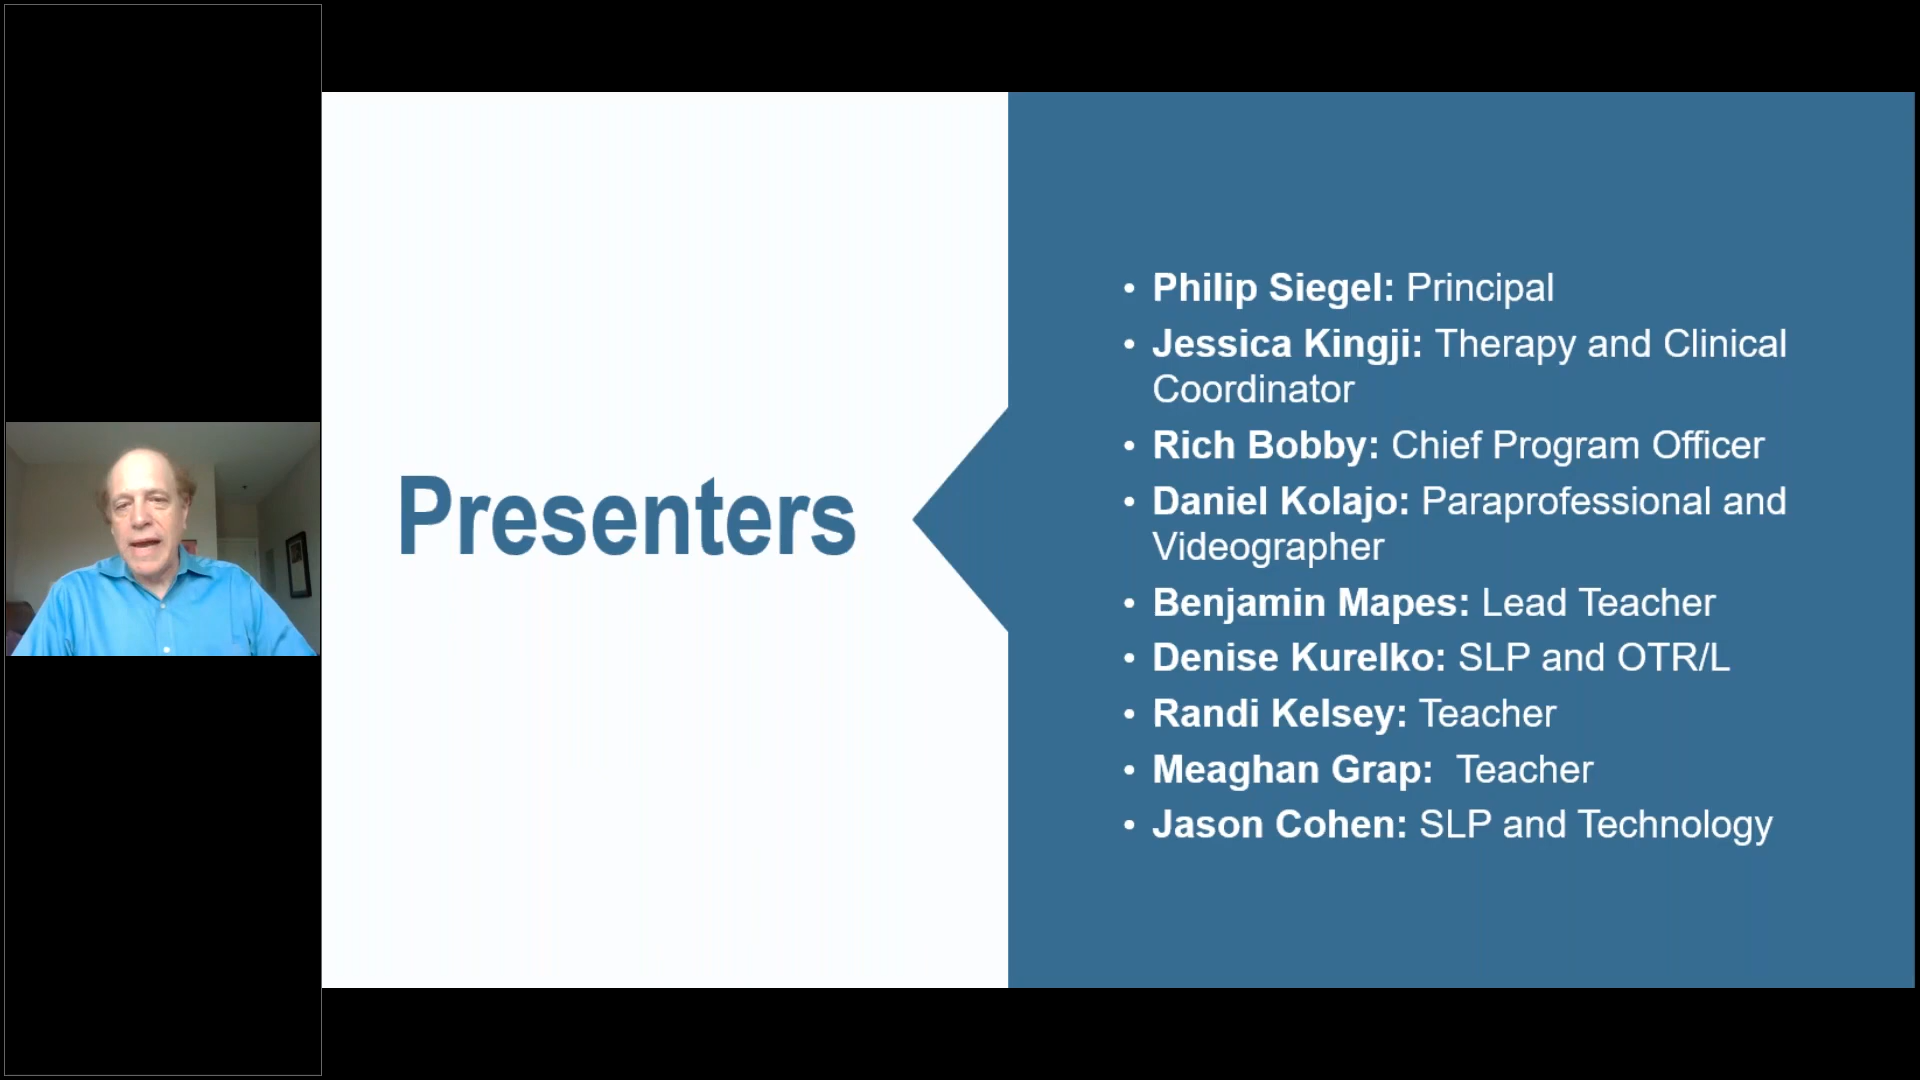 Presenters
• Philip Siegel: Principal
• Jessica Kingji: Therapy and Clinical
Coordinator
• Rich Bobby: Chief Program Officer
• Daniel Kolajo: Paraprofessional and
Videographer
• Benjamin Mapes: Lead Teacher
• Denise Kurelko: SLP and OTR/L
• Randi Kelsey: Teacher
• Meaghan Grap:  Teacher
• Jason Cohen: SLP and Technology